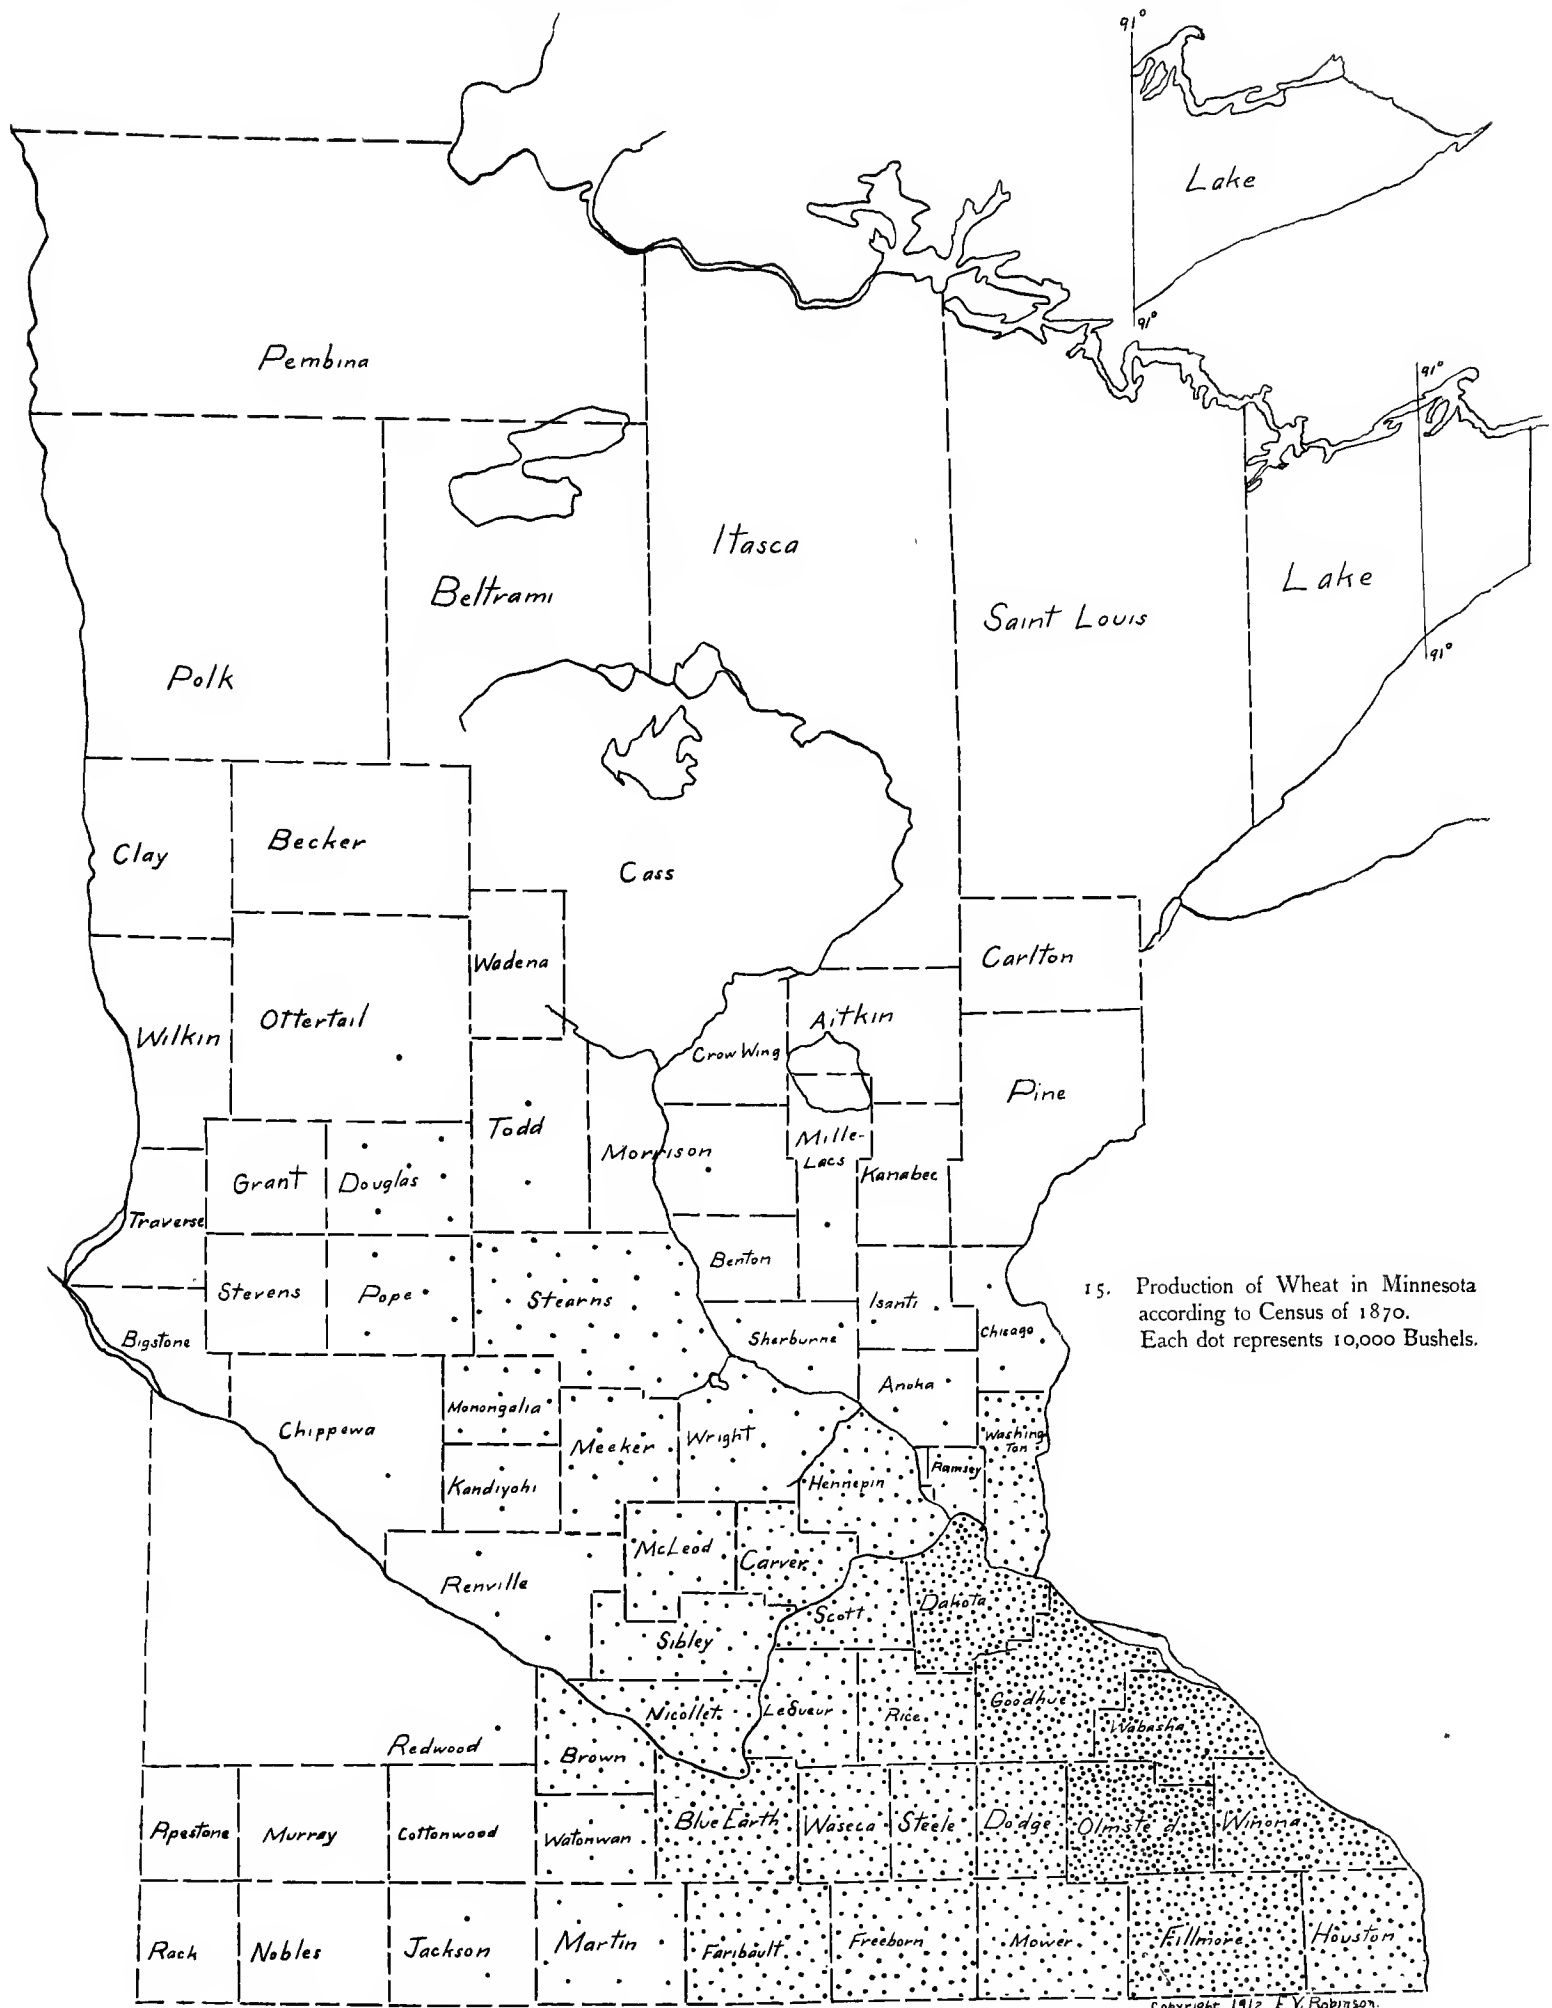 91°
Lake
91°
Pembina
91°
Itasca
Beltrami
Lake
Saint Louis
91°
Polk
Becker
Clay
Cass
Wadena
Carlton
Ottertail
Aitkin
Wilkin
Crow Wing
Pine
Todd
Mille-
Lacs
Morrison
Kanabec
Grant
Douglas
Traverse
Benton
Stevens
Pope
Stearns
Isanti
15. Production of Wheat in Minnesota
according to Census of 1870.
Each dot represents 10,000 Bushels.
Bigstone
Sherburne
Chisago
Anoka
Monongalia
Chippewa
Meeker
Wright
Washing
Ton
Ramsey
Kandiyohi
Hennepin
McLeod
Carver
Renville
Scott
Dakota
Sibley
Nicollet
LeSueur
Rice
Goodhue
Wabasha
Redwood
Brown
Pipestone
Murray
Cottonwood
Watonwan
Blue Earth
Waseca
Steele
Dodge
Olmsted
Winona
Rock
Nobles
Jackson
Martin
Faribault
Freeborn
Mower
Fillmore
Houston
Copyright 1912 E.V. Robinson.